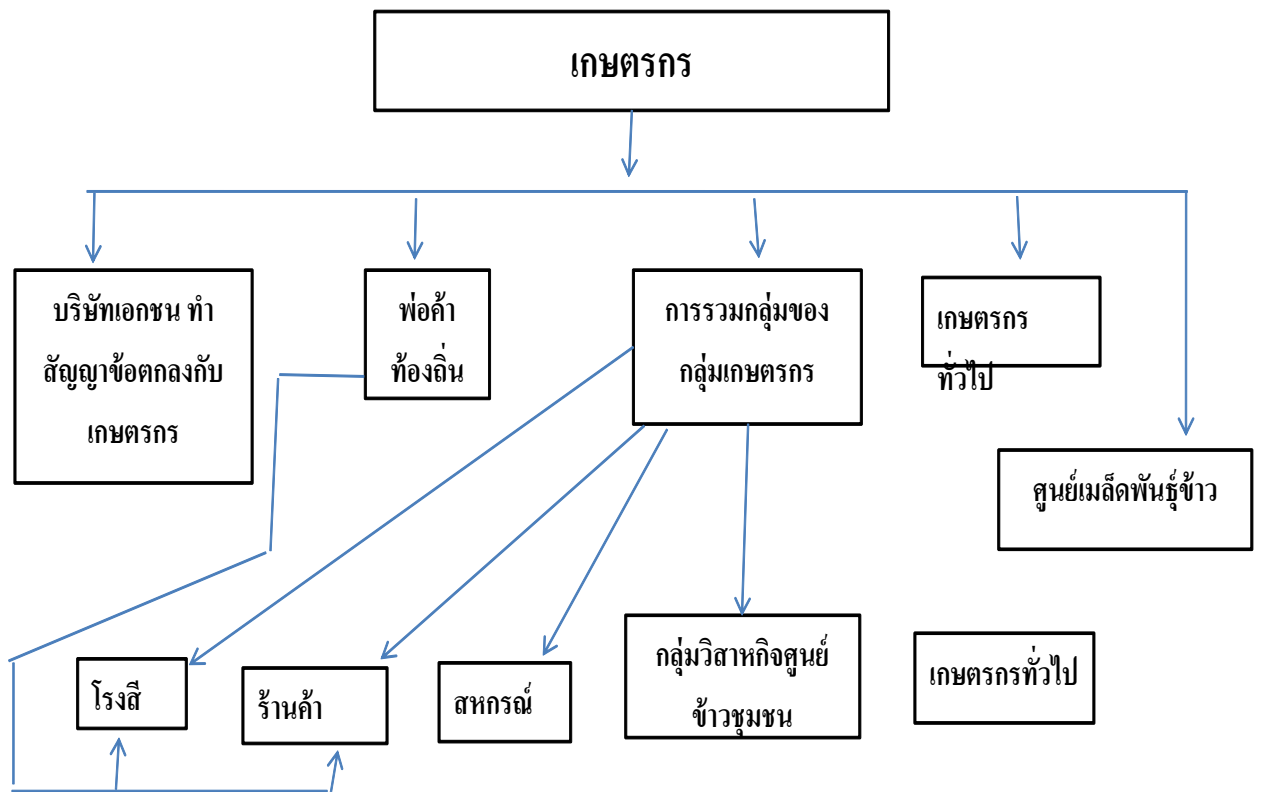 เกษตรกร
บริษัทเอกชน ทำ
สัญญาข้อตกลงกับ
เกษตรกร
พ่อค้า
ท้องถิ่น
การรวมกลุ่มของ
กลุ่มเกษตรกร
เกษตรกร
ทั่วไป
ศูนย์เมล็ดพันธุ์ข้าว
โรงสี
ร้านค้า
สหกรณ์
กลุ่มวิสาหกิจศูนย์
ข้าวชุมชน
เกษตรกรทั่วไป